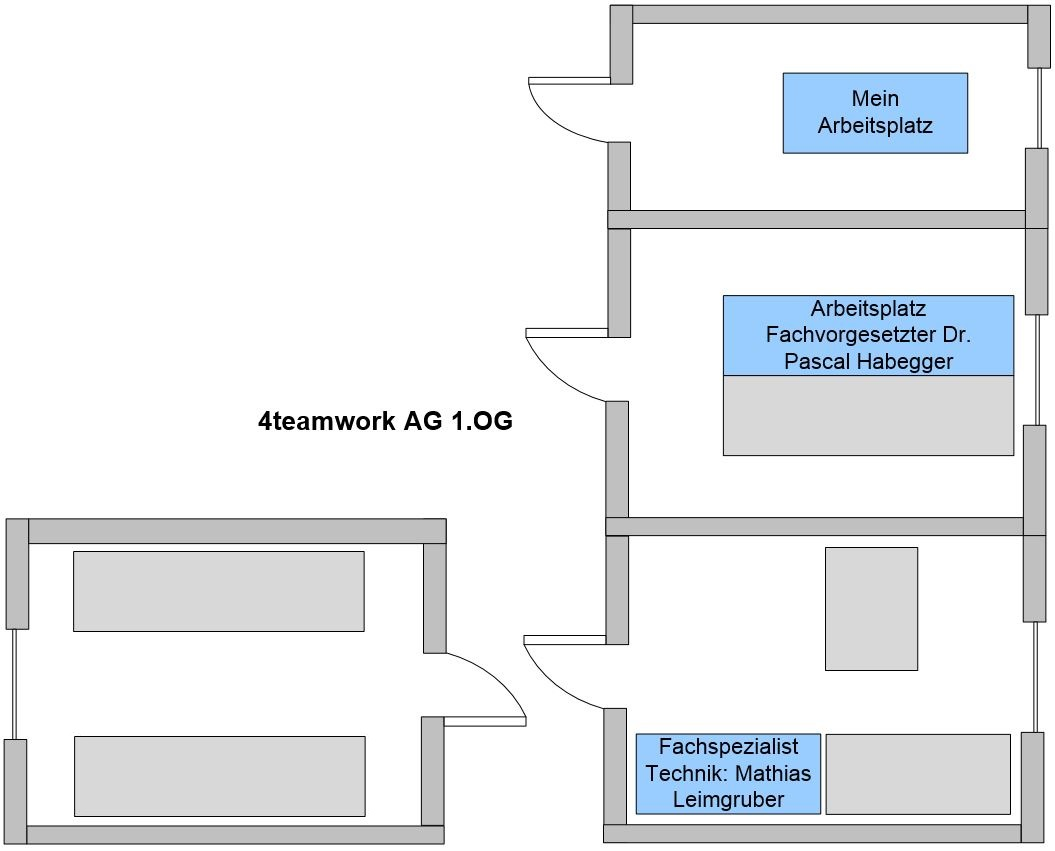 Mein
Arbeitsplatz
Arbeitsplatz
Fachvorgesetzter Dr.
Pascal Habegger
4teamwork AG 1.OG
Fachspezialist
Technik: Mathias
Leimgruber